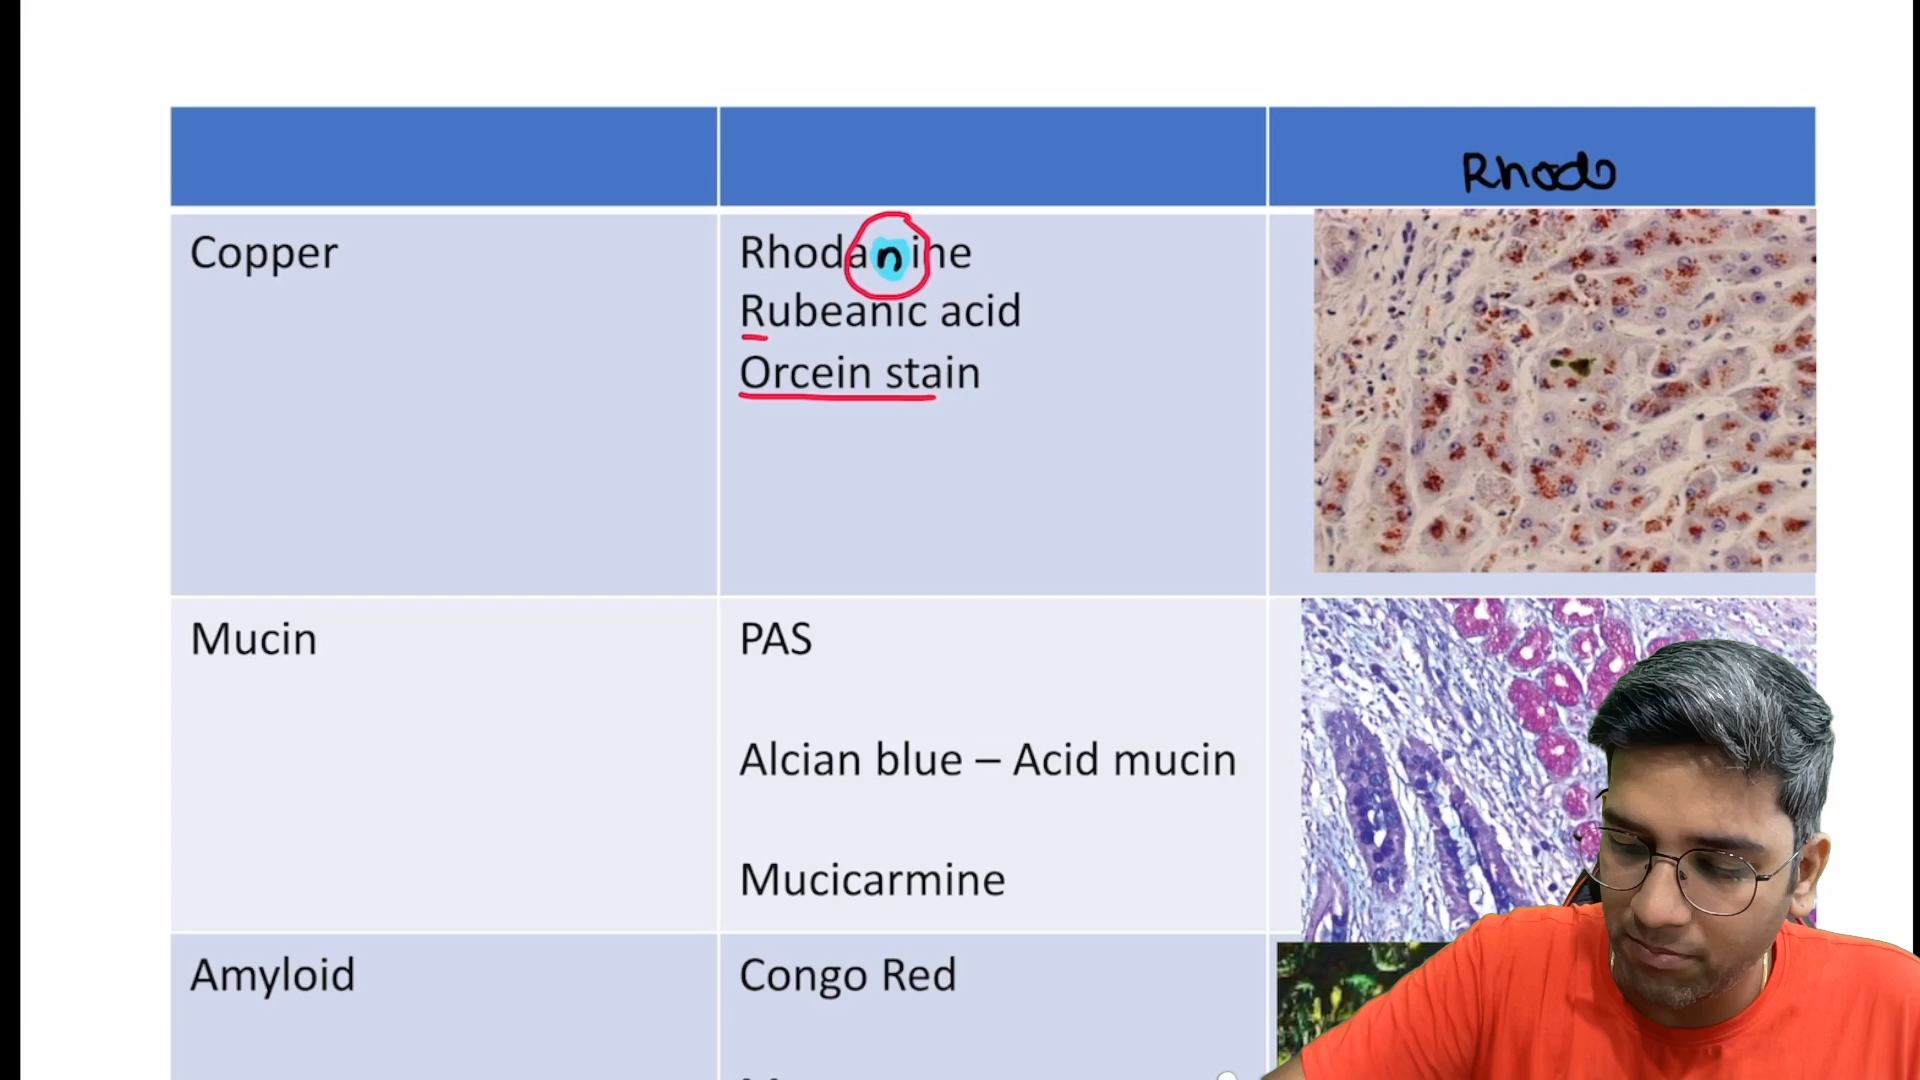 Rhodo
Copper
Rhodanine
Rubeanic acid
Orcein stain
Mucin
PAS
Alcian blue – Acid mucin
Mucicarmine
Amyloid
Congo Red